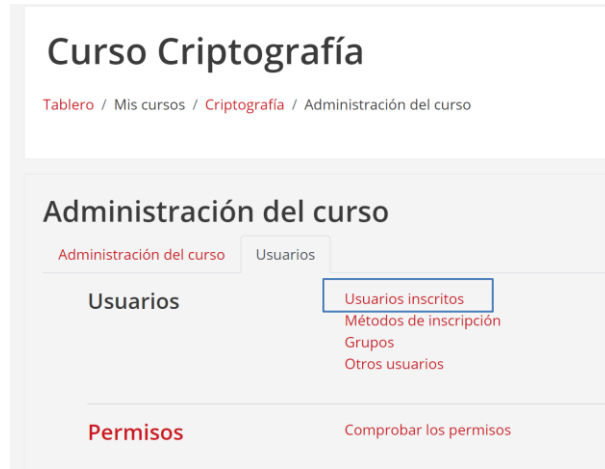 Curso Criptografía
Tablero / Mis cursos / Criptografía / Administración del curso
Administración del curso
Administración del curso Usuarios
Usuarios Usuarios inscritos
Métodos de inscripción
Grupos
Otros usuarios
Permisos Comprobar los permisos